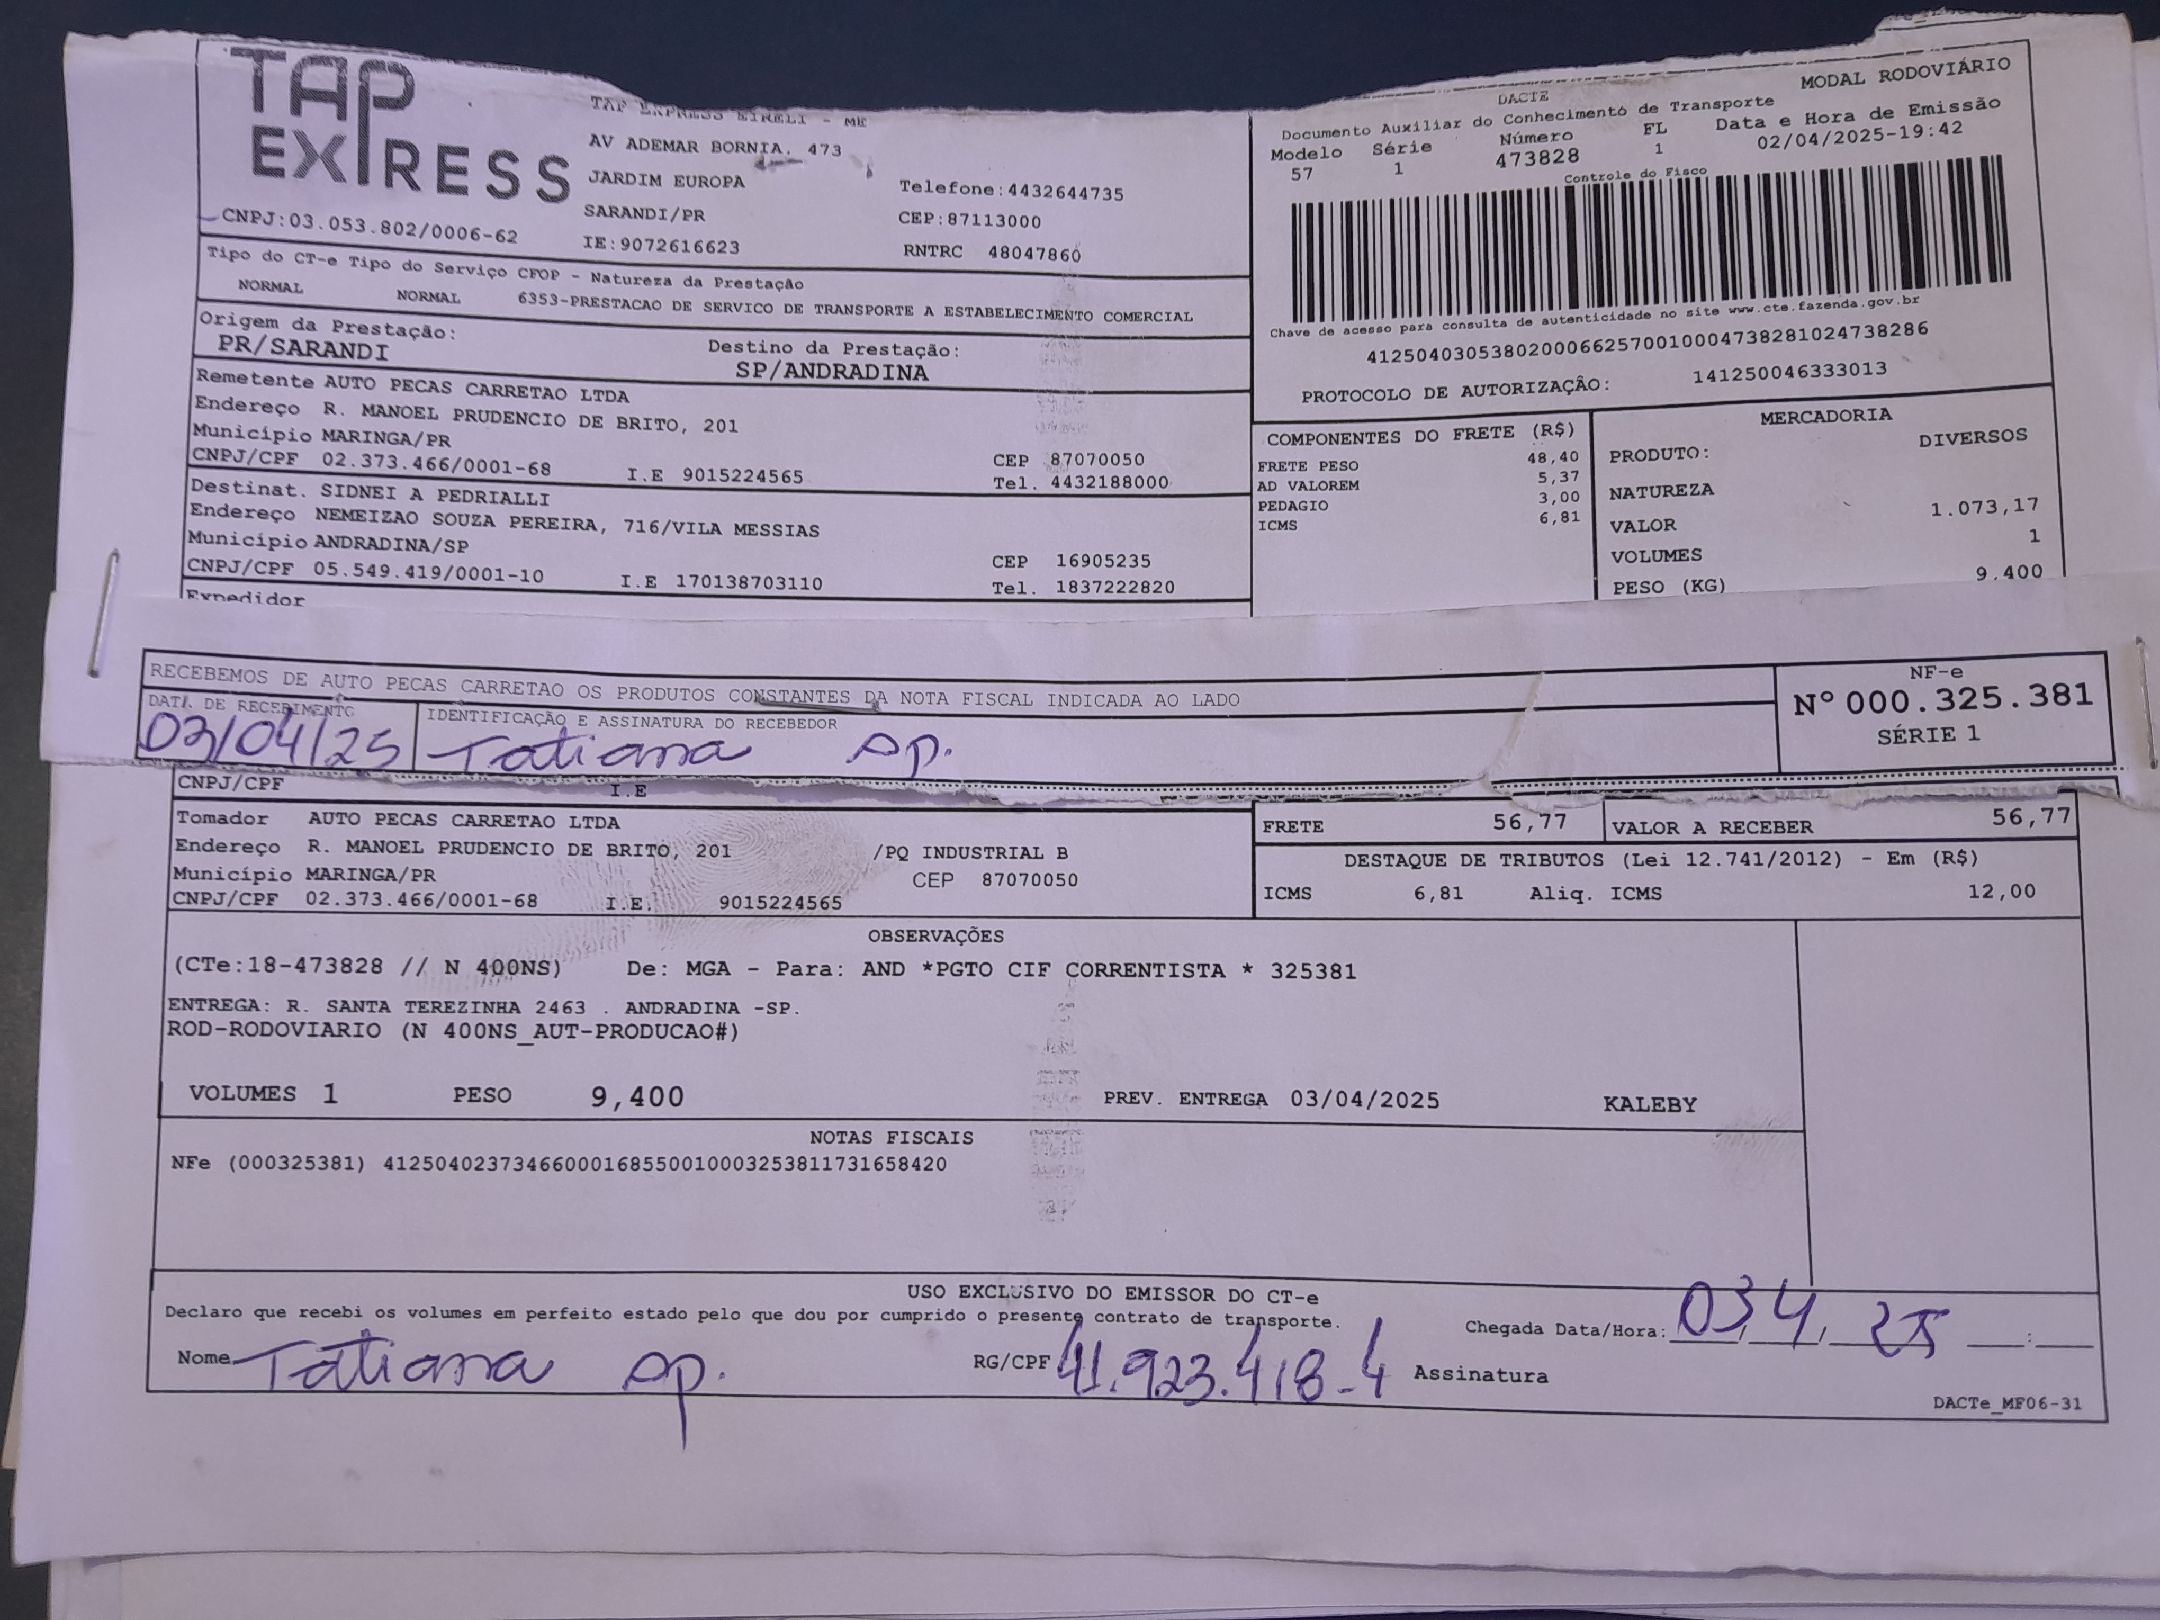 TAP EXPRESS
TAP EXPRESS EIRELI - ME
AV ADEMAR BORNIA, 473
JARDIM EUROPA
Telefone:4432644735
SARANDI/PR
CEP:87113000
CNPJ:03.053.802/0006-62
IE:9072616623
RNTRC 48047860
DACTE
MODAL RODOVIÁRIO
Documento Auxiliar do Conhecimento de Transporte
Modelo Série Número FL Data e Hora de Emissão
57 1 473828 1 02/04/2025-19:42
Controle do Fisco
Chave de acesso para consulta de autenticidade no site www.cte.fazenda.gov.br
41250403053802000662570010004738281024738286
PROTOCOLO DE AUTORIZAÇÃO: 141250046333013
Tipo do CT-e Tipo do Serviço CFOP - Natureza da Prestação
NORMAL NORMAL 6353-PRESTACAO DE SERVICO DE TRANSPORTE A ESTABELECIMENTO COMERCIAL
Origem da Prestação: Destino da Prestação:
PR/SARANDI SP/ANDRADINA
Remetente AUTO PECAS CARRETAO LTDA
Endereço R. MANOEL PRUDENCIO DE BRITO, 201
Município MARINGA/PR CEP 87070050
CNPJ/CPF 02.373.466/0001-68 I.E 9015224565 Tel. 4432188000
Destinat. SIDNEI A PEDRIALLI
Endereço NEMEIZAO SOUZA PEREIRA, 716/VILA MESSIAS
Município ANDRADINA/SP CEP 16905235
CNPJ/CPF 05.549.419/0001-10 I.E 170138703110 Tel. 1837222820
Expedidor
COMPONENTES DO FRETE (R$)
FRETE PESO 48,40
AD VALOREM 5,37
PEDAGIO 3,00
ICMS 6,81
MERCADORIA
PRODUTO: DIVERSOS
NATUREZA
VALOR 1.073,17
VOLUMES 1
PESO (KG) 9,400
RECEBEMOS DE AUTO PECAS CARRETAO OS PRODUTOS CONSTANTES DA NOTA FISCAL INDICADA AO LADO
DATA DE RECEBIMENTO IDENTIFICAÇÃO E ASSINATURA DO RECEBEDOR
03/04/25 Tatiana ap.
NF-e
N° 000.325.381
SÉRIE 1
CNPJ/CPF I.E
Tomador AUTO PECAS CARRETAO LTDA
Endereço R. MANOEL PRUDENCIO DE BRITO, 201 /PQ INDUSTRIAL B
Município MARINGA/PR CEP 87070050
CNPJ/CPF 02.373.466/0001-68 I.E. 9015224565
FRETE 56,77 VALOR A RECEBER 56,77
DESTAQUE DE TRIBUTOS (Lei 12.741/2012) - Em (R$)
ICMS 6,81 Aliq. ICMS 12,00
OBSERVAÇÕES
(CTe:18-473828 // N 400NS) De: MGA - Para: AND *PGTO CIF CORRENTISTA * 325381
ENTREGA: R. SANTA TEREZINHA 2463 . ANDRADINA -SP.
ROD-RODOVIARIO (N 400NS_AUT-PRODUCAO#)
VOLUMES 1 PESO 9,400 PREV. ENTREGA 03/04/2025 KALEBY
NOTAS FISCAIS
NFe (000325381) 41250402373466000168550010003253811731658420
USO EXCLUSIVO DO EMISSOR DO CT-e
Declaro que recebi os volumes em perfeito estado pelo que dou por cumprido o presente contrato de transporte.
Chegada Data/Hora: 03/4/25 :
Nome Tatiana ap. RG/CPF 41.923.418-4 Assinatura
DACTe_MF06-31